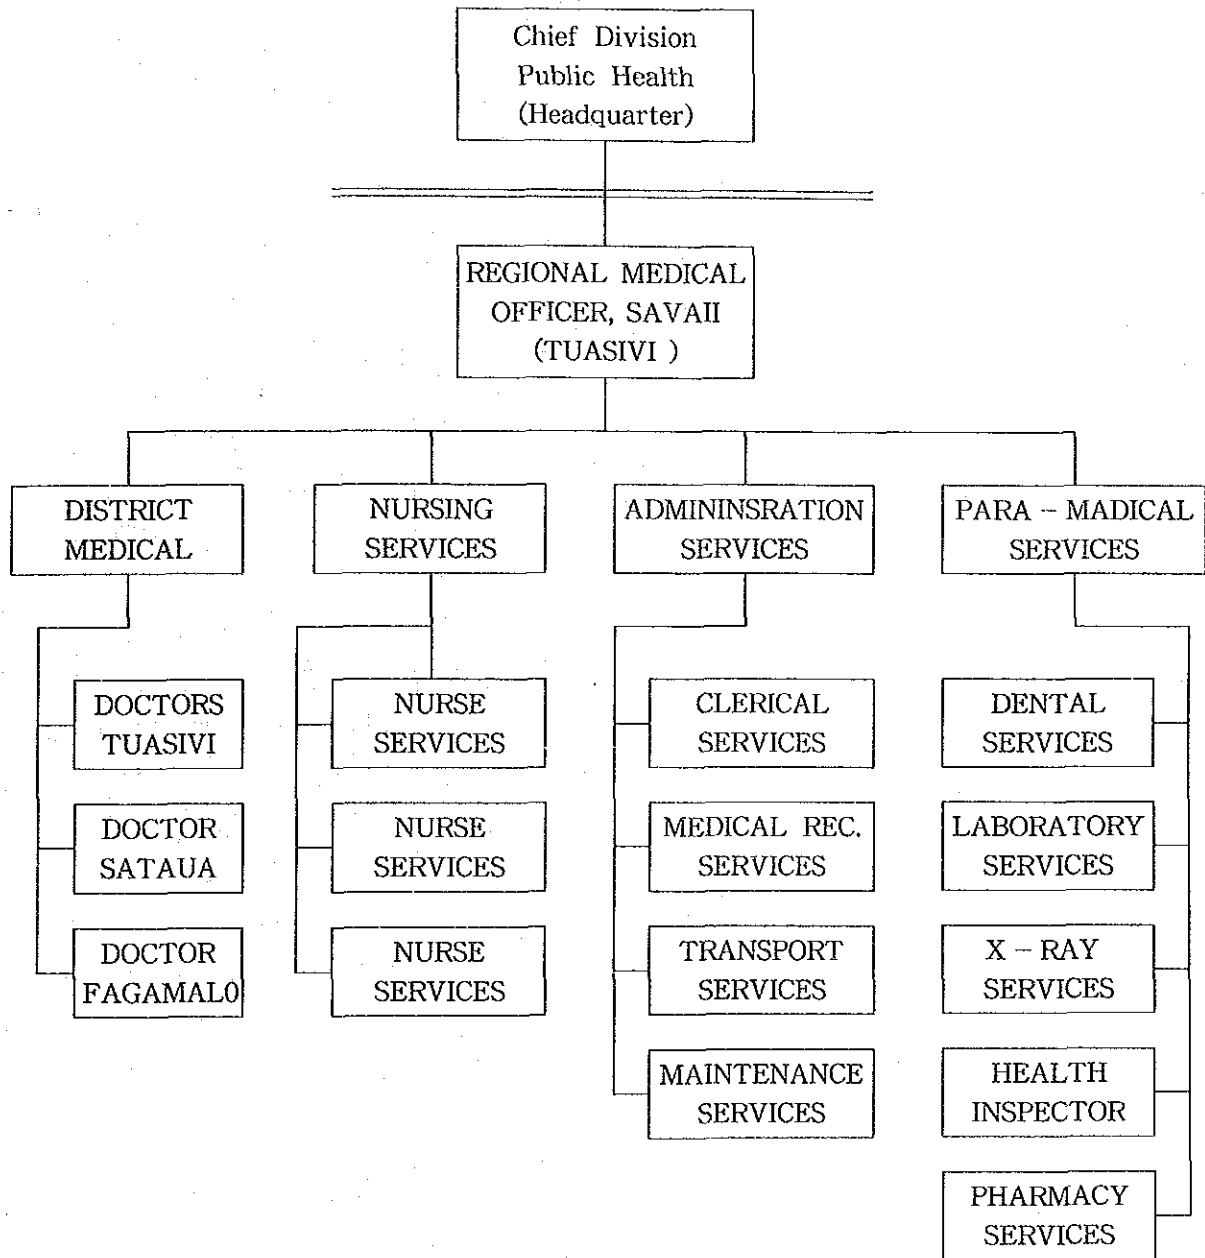 Chief Division
Public Health
(Headquarter)
REGIONAL MEDICAL
OFFICER, SAVAII
(TUASIVI )
DISTRICT
MEDICAL
NURSING
SERVICES
ADMININSRATION
SERVICES
PARA - MADICAL
SERVICES
DOCTORS
TUASIVI
DOCTOR
SATAUA
DOCTOR
FAGAMALO
NURSE
SERVICES
NURSE
SERVICES
NURSE
SERVICES
CLERICAL
SERVICES
MEDICAL REC.
SERVICES
TRANSPORT
SERVICES
MAINTENANCE
SERVICES
DENTAL
SERVICES
LABORATORY
SERVICES
X - RAY
SERVICES
HEALTH
INSPECTOR
PHARMACY
SERVICES